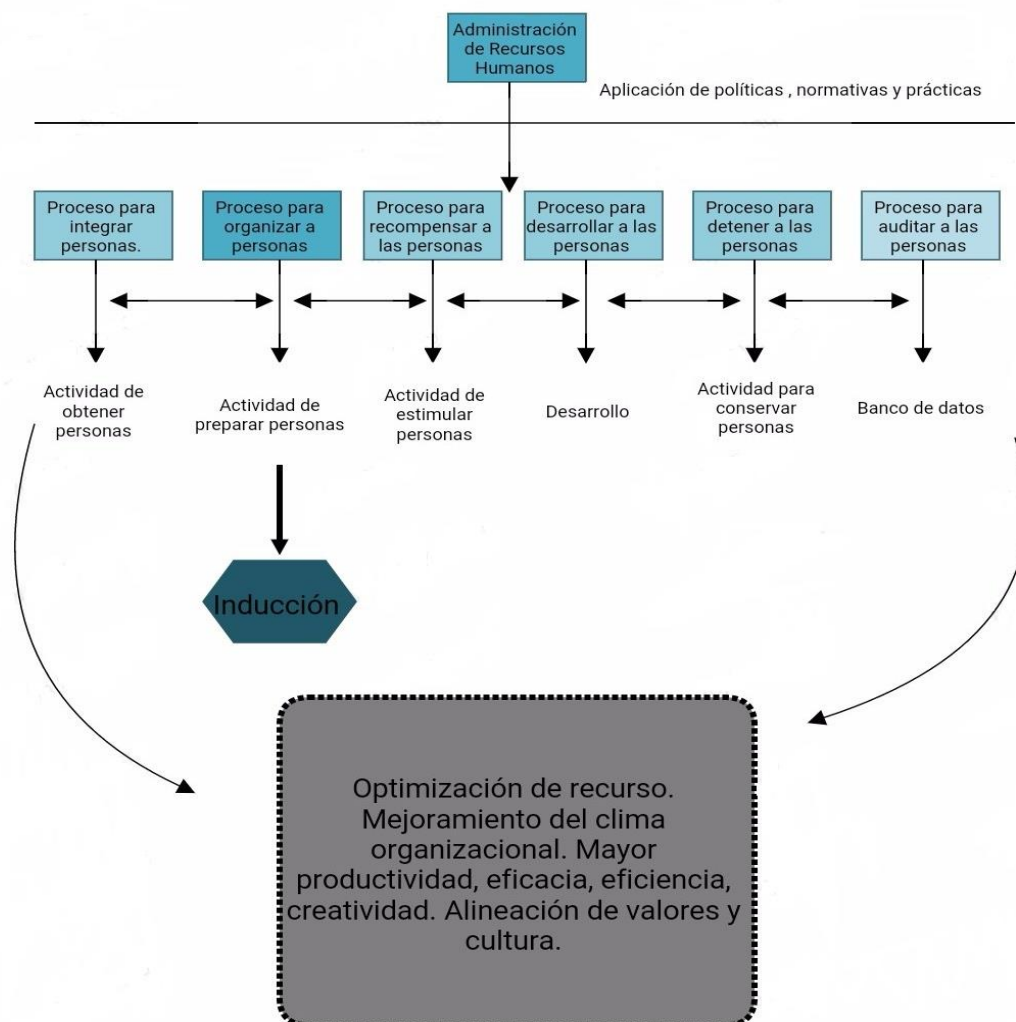 Administración
de Recursos
Humanos
Aplicación de políticas , normativas y prácticas
Proceso para
integrar
personas.
Proceso para
organizar a
personas
Proceso para
recompensar a
las personas
Proceso para
desarrollar a las
personas
Proceso para
detener a las
personas
Proceso para
auditar a las
personas
Actividad de
obtener
personas
Actividad de
preparar personas
Actividad de
estimular
personas
Desarrollo
Actividad para
conservar
personas
Banco de datos
Inducción
Optimización de recurso.
Mejoramiento del clima
organizacional. Mayor
productividad, eficacia, eficiencia,
creatividad. Alineación de valores y
cultura.